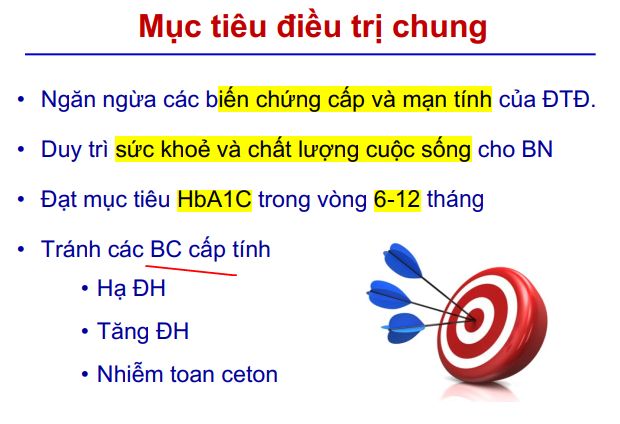 Mục tiêu điều trị chung
• Ngăn ngừa các biến chứng cấp và mạn tính của ĐTĐ.
• Duy trì sức khoẻ và chất lượng cuộc sống cho BN
• Đạt mục tiêu HbA1C trong vòng 6-12 tháng
• Tránh các BC cấp tính
• Hạ ĐH
• Tăng ĐH
• Nhiễm toan ceton